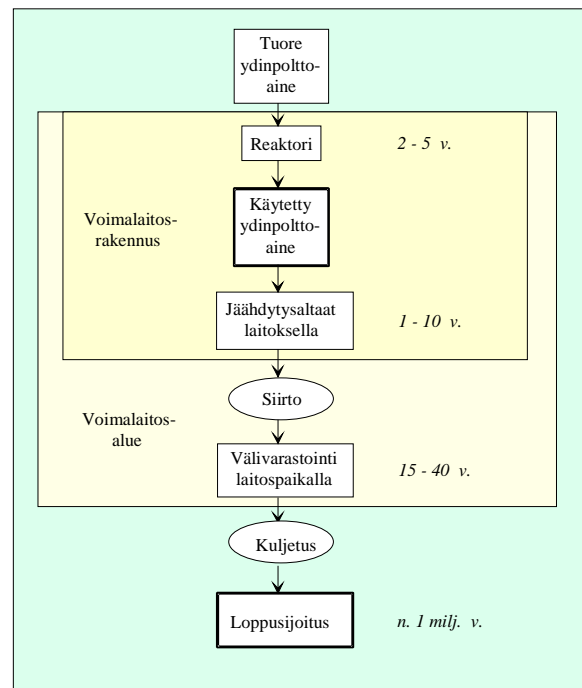 Tuore
ydinpoltto-
aine
Reaktori
2 - 5 v.
Käytetty
ydinpoltto-
aine
Voimalaitos-
rakennus
Jäähdytysaltaat
laitoksella
1 - 10 v.
Siirto
Voimalaitos-
alue
Välivarastointi
laitospaikalla
15 - 40 v.
Kuljetus
Loppusijoitus
n. 1 milj. v.